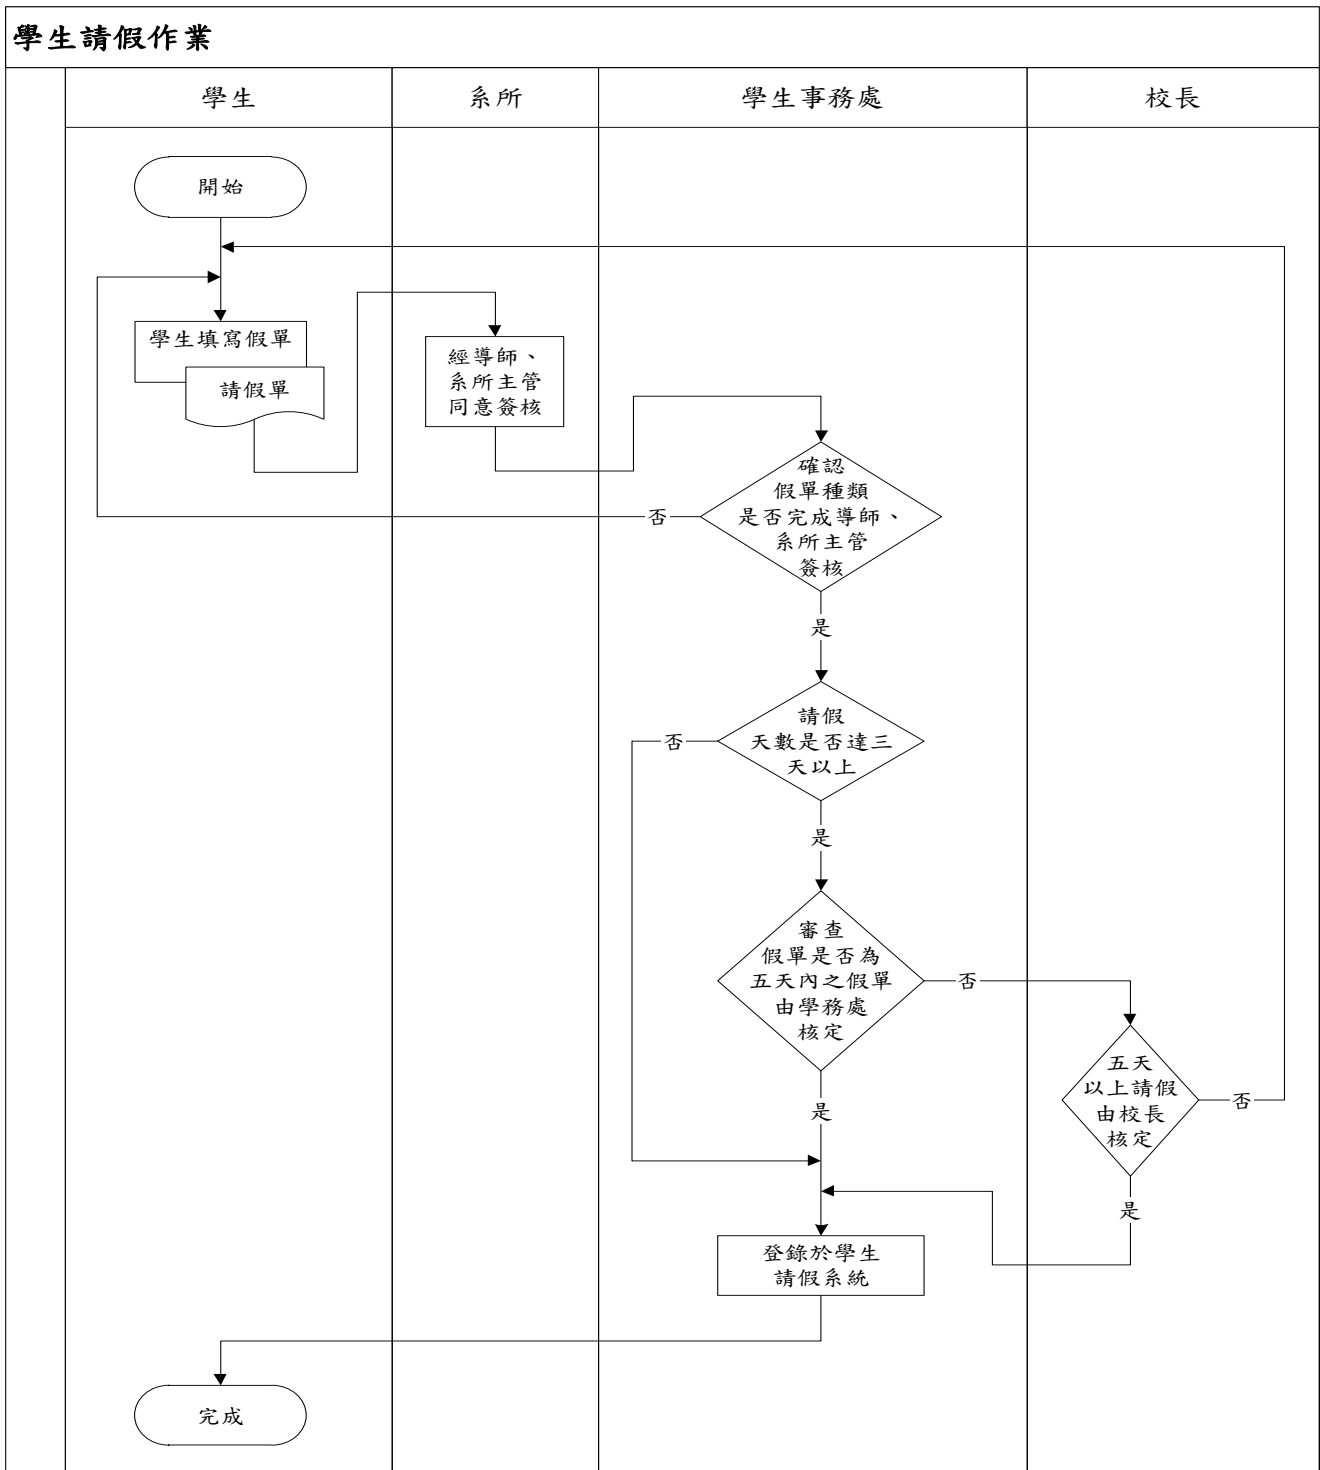 學生請假作業
學生
系所
學生事務處
校長
開始
學生填寫假單
請假單
經導師、
系所主管
同意簽核
確認
假單種類
是否完成導師、
系所主管
簽核
否
是
請假
天數是否達三
天以上
否
是
審查
假單是否為
五天內之假單
由學務處
核定
否
是
五天
以上請假
由校長
核定
否
是
登錄於學生
請假系統
完成